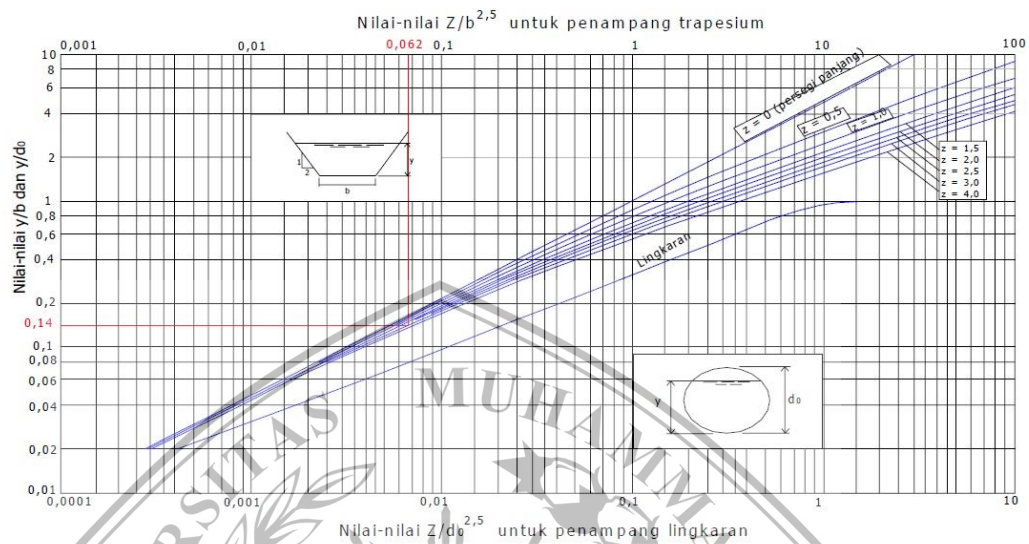 Nilai-nilai Z/b^2,5 untuk penampang trapesium
0,001 0,01 0,062 0,1 1 10 100
Nilai-nilai y/b dan y/d₀
10
8
6
4
2
1
0,8
0,6
0,4
0,2
0,14
0,1
0,08
0,06
0,04
0,02
0,01
z = 0 (persegi panjang)
z = 0,5
z = 1,0
z = 1,5
z = 2,0
z = 2,5
z = 3,0
z = 4,0
1
2
y
b
Lingkaran
y
d₀
RSITAS MUHAMM
0,0001 0,001 0,01 0,1 1 10
Nilai-nilai Z/d₀^2,5 untuk penampang lingkaran